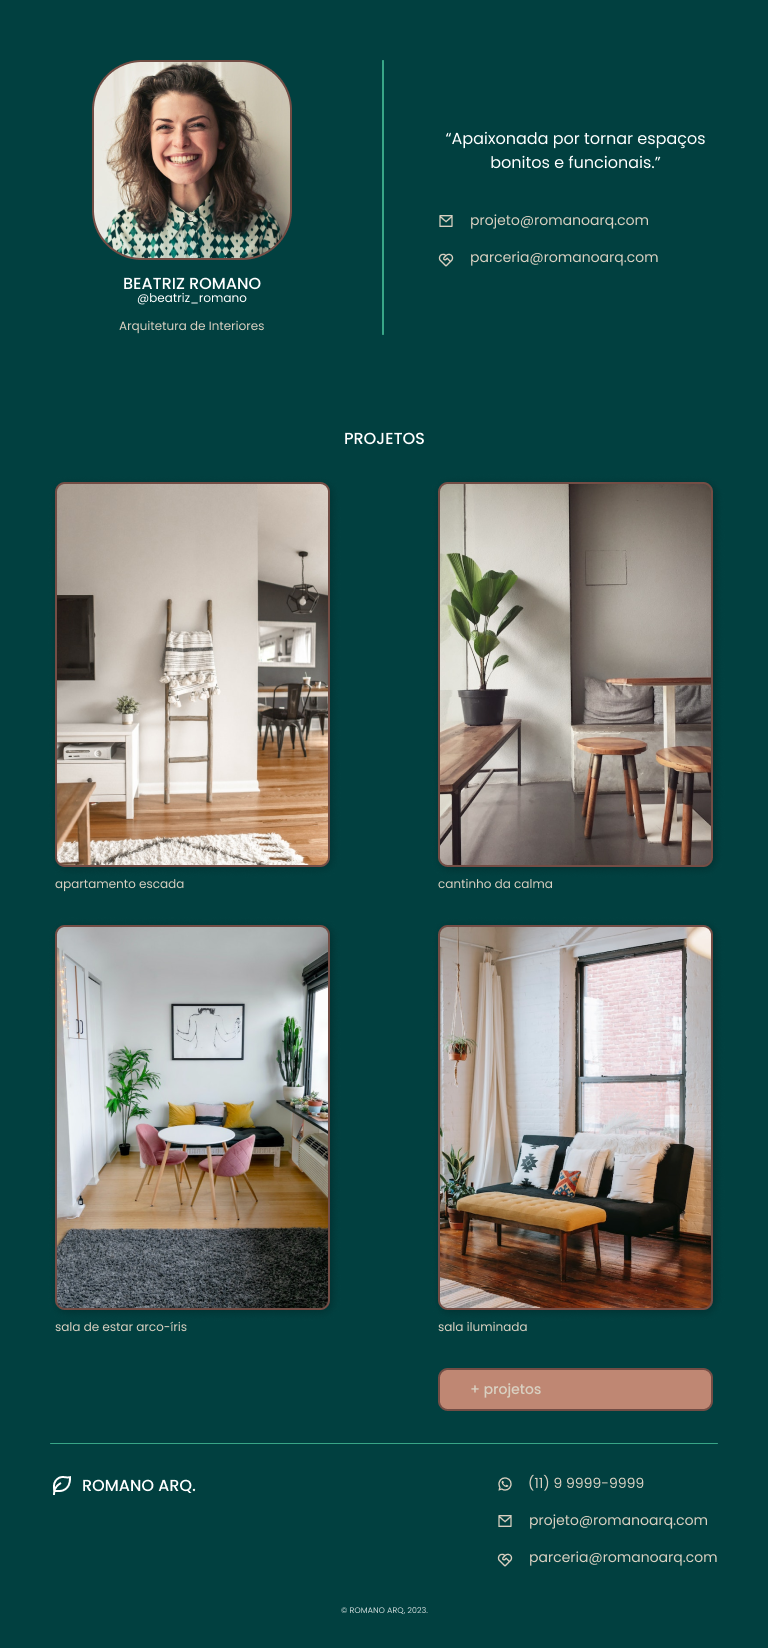 BEATRIZ ROMANO
@beatriz_romano
Arquitetura de Interiores
“Apaixonada por tornar espaços
bonitos e funcionais.”
projeto@romanoarq.com
parceria@romanoarq.com
PROJETOS
apartamento escada
cantinho da calma
sala de estar arco-íris
sala iluminada
+ projetos
ROMANO ARQ.
(11) 9 9999-9999
projeto@romanoarq.com
parceria@romanoarq.com
© ROMANO ARQ, 2023.